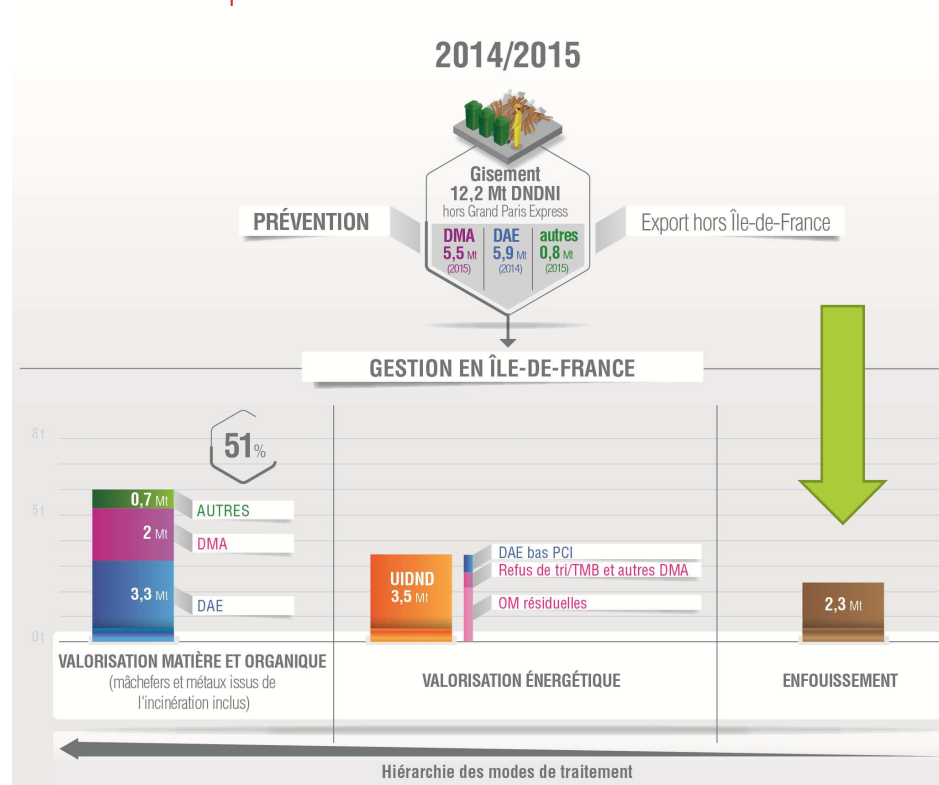 2014/2015
Gisement
12,2 Mt DNDNI
hors Grand Paris Express
DMA
5,5 Mt
(2015)
DAE
5,9 Mt
(2014)
autres
0,8 Mt
(2015)
PRÉVENTION
Export hors Île-de-France
GESTION EN ÎLE-DE-FRANCE
8 t
5 t
0 t
51%
0,7 Mt
AUTRES
2 Mt
DMA
3,3 Mt
DAE
UIDND
3,5 Mt
DAE bas PCI
Refus de tri/TMB et autres DMA
OM résiduelles
2,3 Mt
VALORISATION MATIÈRE ET ORGANIQUE
(mâchefers et métaux issus de
l'incinération inclus)
VALORISATION ÉNERGÉTIQUE
ENFOUISSEMENT
Hiérarchie des modes de traitement